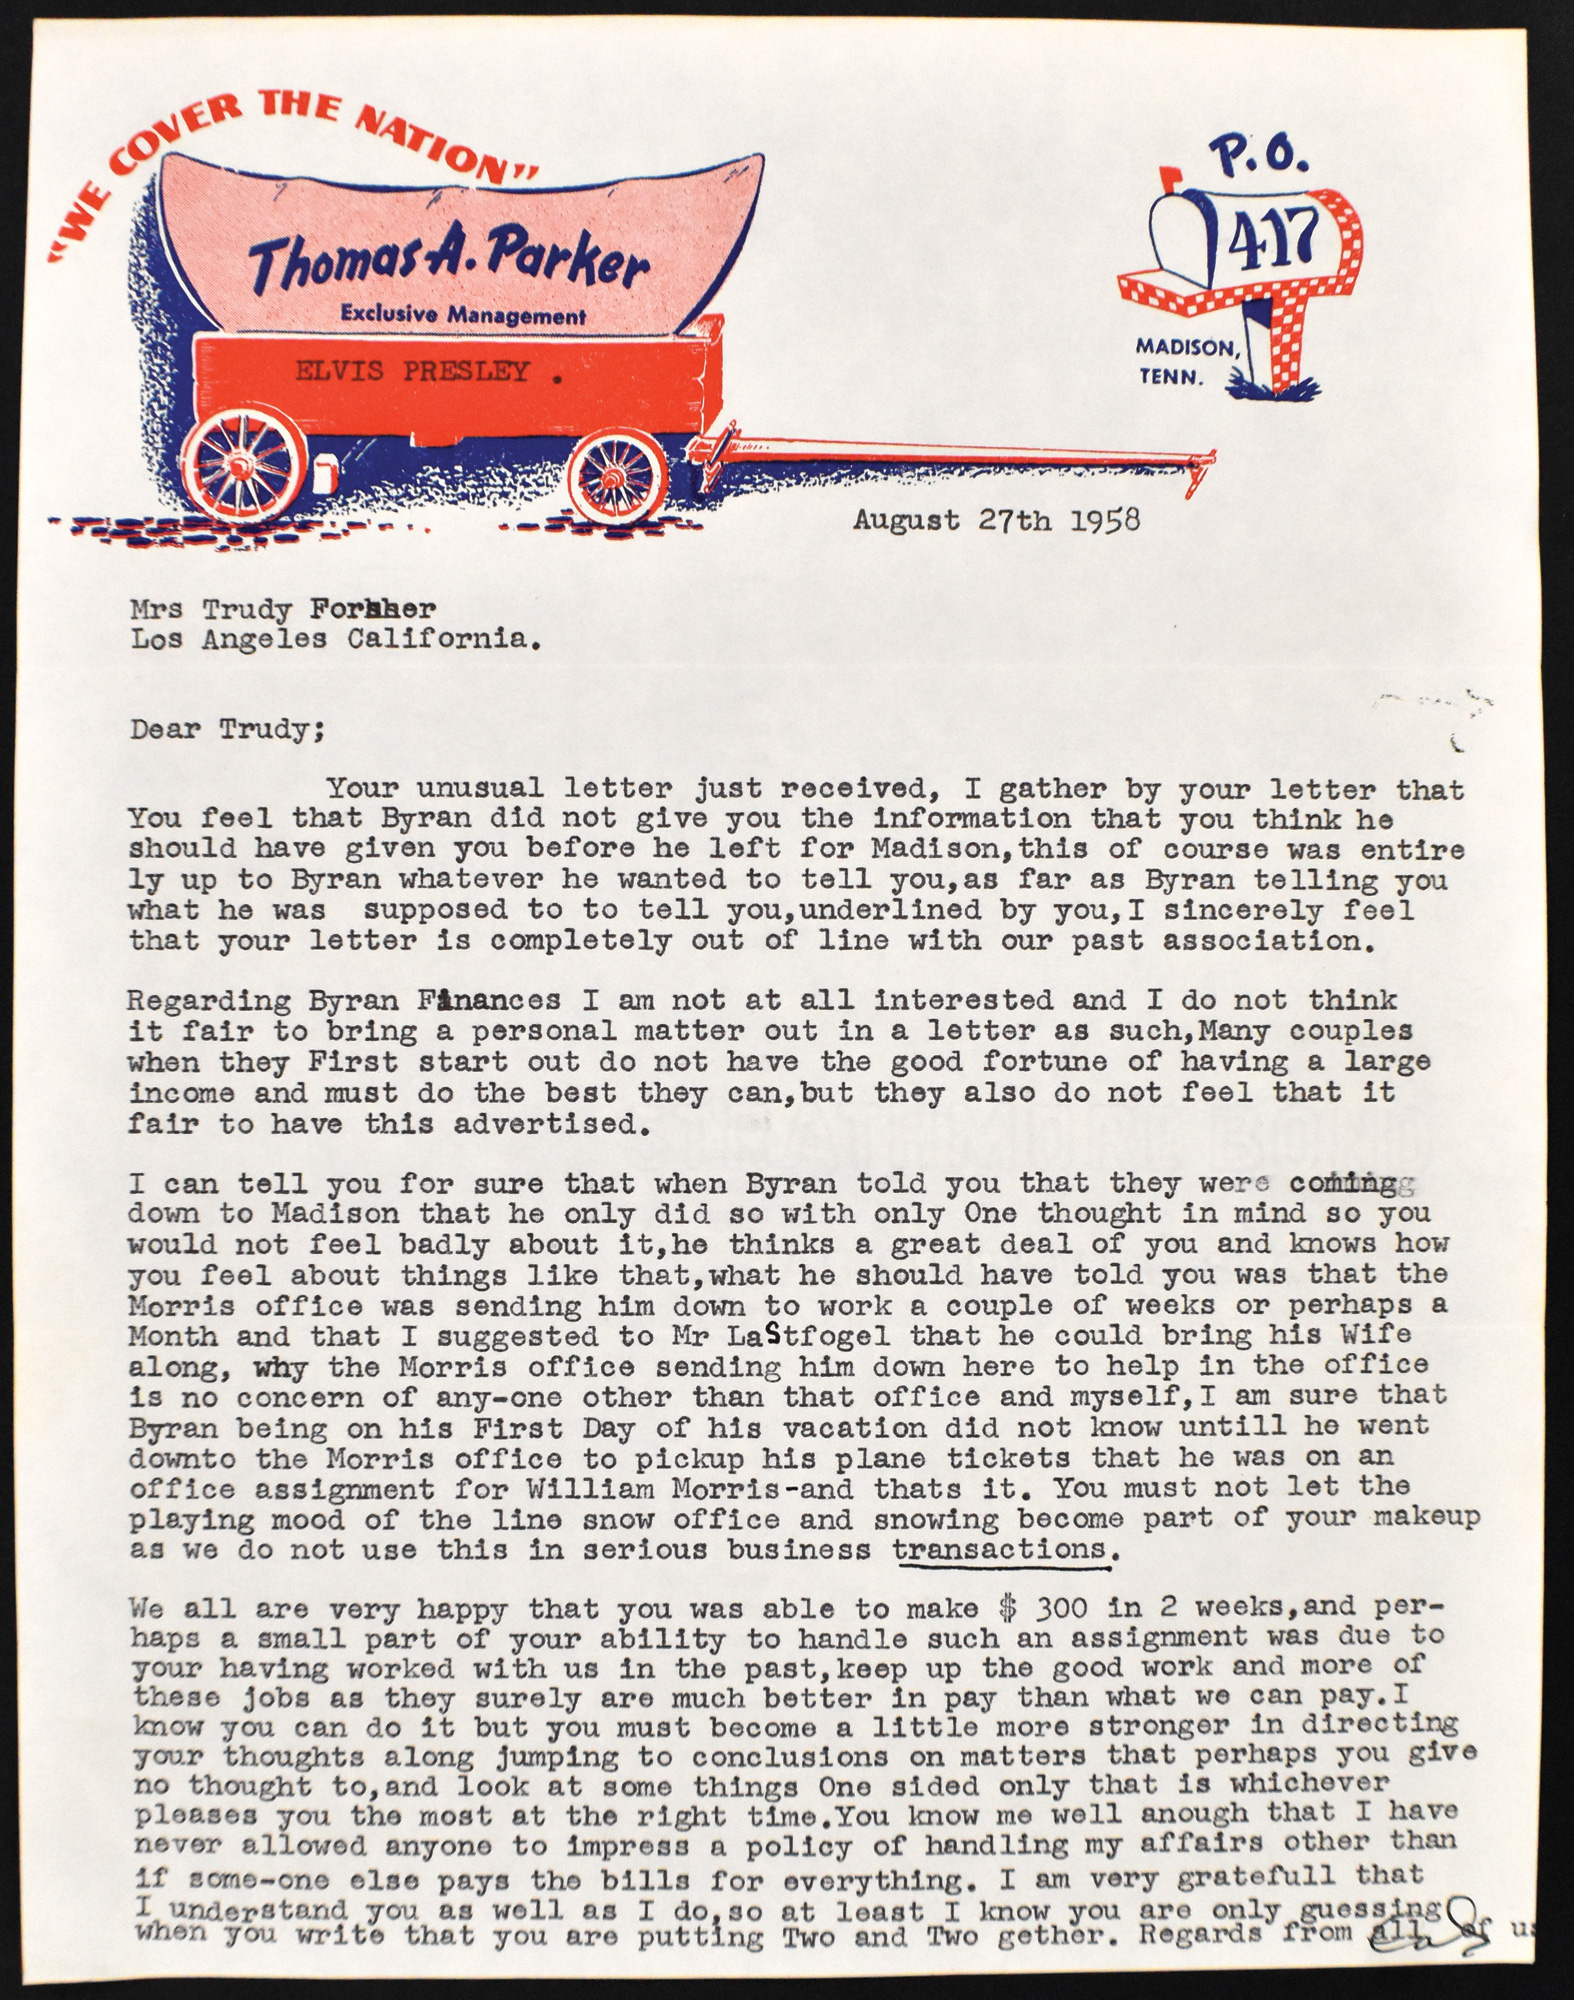 "WE COVER THE NATION"
Thomas A. Parker
Exclusive Management
ELVIS PRESLEY .
P.O.
417
MADISON,
TENN.
August 27th 1958
Mrs Trudy Forsher
Los Angeles California.
Dear Trudy;
Your unusual letter just received, I gather by your letter that
You feel that Byran did not give you the information that you think he
should have given you before he left for Madison,this of course was entire
ly up to Byran whatever he wanted to tell you,as far as Byran telling you
what he was supposed to to tell you,underlined by you,I sincerely feel
that your letter is completely out of line with our past association.
Regarding Byran Finances I am not at all interested and I do not think
it fair to bring a personal matter out in a letter as such,Many couples
when they First start out do not have the good fortune of having a large
income and must do the best they can,but they also do not feel that it
fair to have this advertised.
I can tell you for sure that when Byran told you that they were coming
down to Madison that he only did so with only One thought in mind so you
would not feel badly about it,he thinks a great deal of you and knows how
you feel about things like that,what he should have told you was that the
Morris office was sending him down to work a couple of weeks or perhaps a
Month and that I suggested to Mr LaStfogel that he could bring his Wife
along, why the Morris office sending him down here to help in the office
is no concern of any-one other than that office and myself,I am sure that
Byran being on his First Day of his vacation did not know untill he went
downto the Morris office to pickup his plane tickets that he was on an
office assignment for William Morris-and thats it. You must not let the
playing mood of the line snow office and snowing become part of your makeup
as we do not use this in serious business transactions.
We all are very happy that you was able to make $ 300 in 2 weeks,and per-
haps a small part of your ability to handle such an assignment was due to
your having worked with us in the past,keep up the good work and more of
these jobs as they surely are much better in pay than what we can pay.I
know you can do it but you must become a little more stronger in directing
your thoughts along jumping to conclusions on matters that perhaps you give
no thought to,and look at some things One sided only that is whichever
pleases you the most at the right time.You know me well anough that I have
never allowed anyone to impress a policy of handling my affairs other than
if some-one else pays the bills for everything. I am very gratefull that
I understand you as well as I do,so at least I know you are only guessing
when you write that you are putting Two and Two gether. Regards from all of us